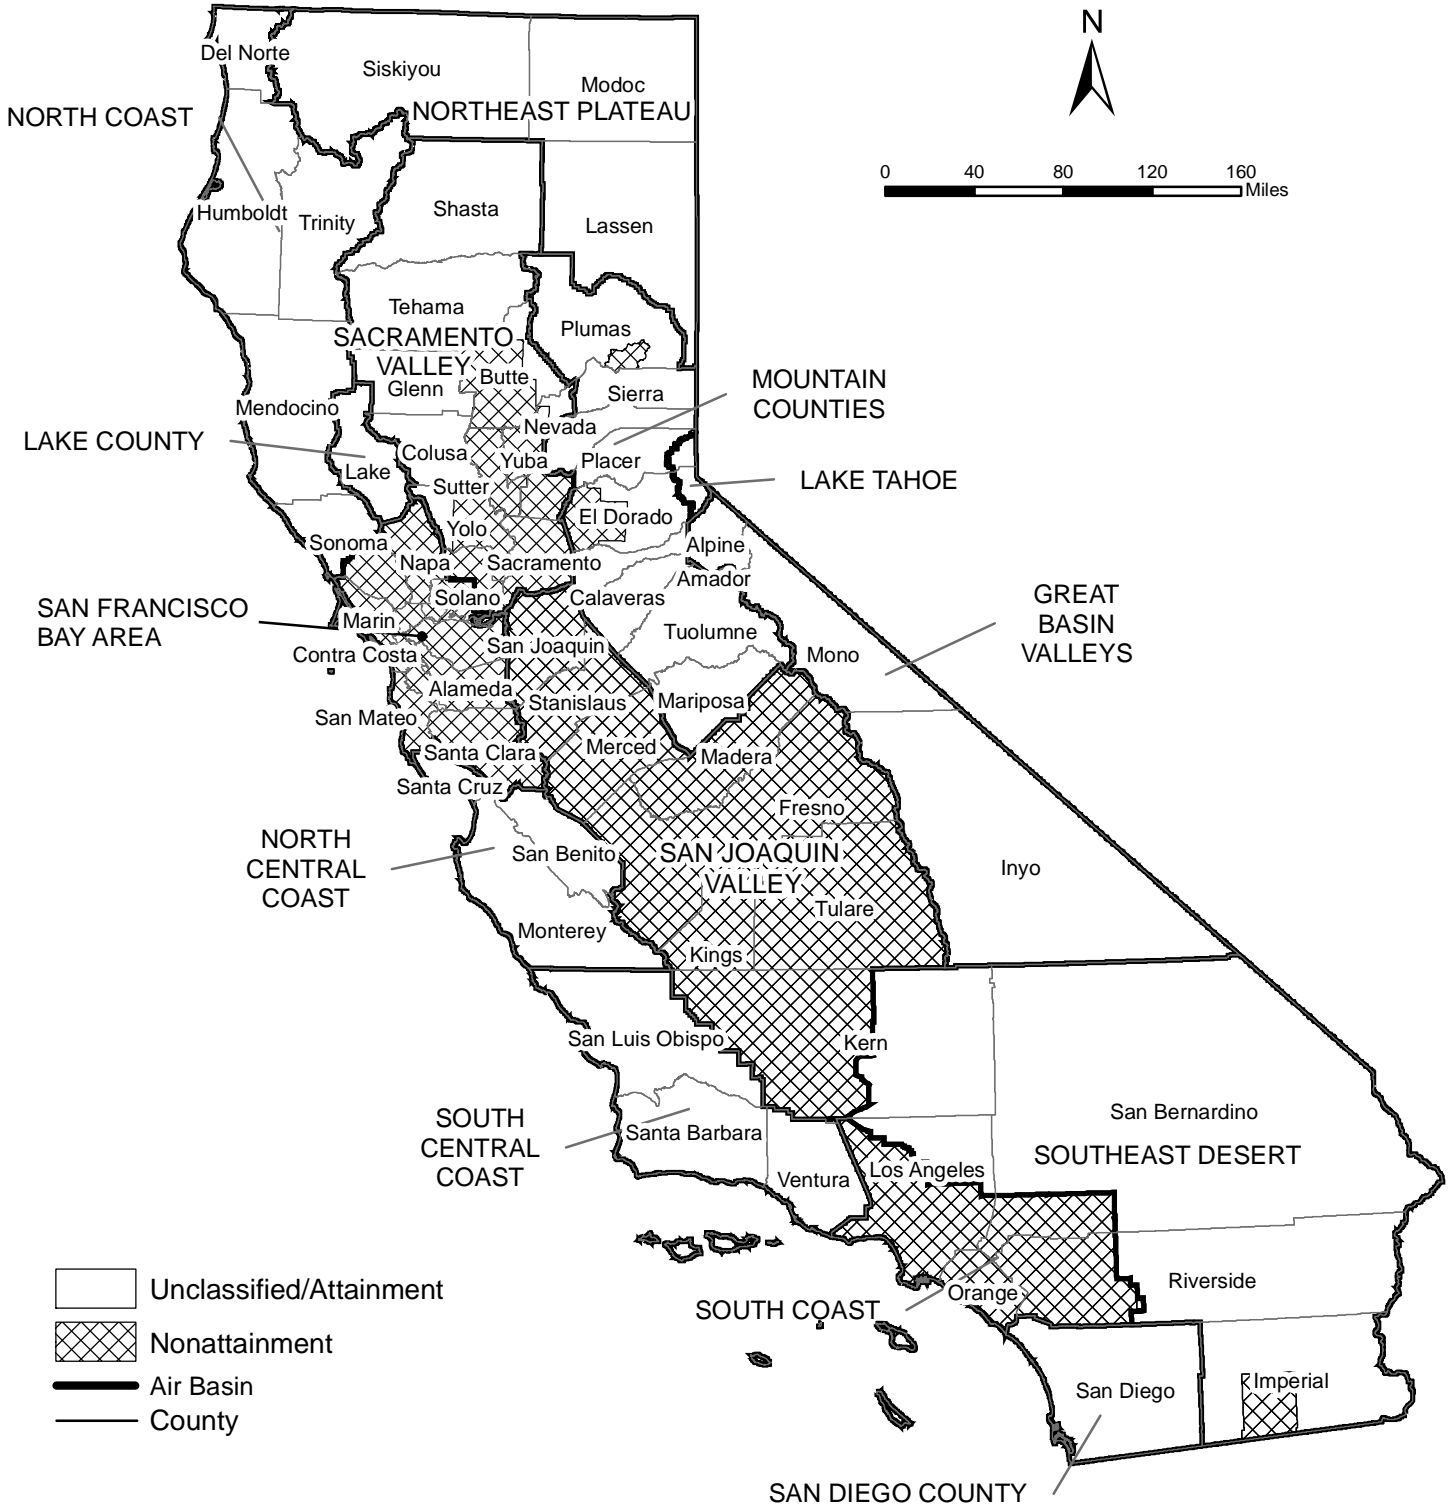 N
Del Norte
Siskiyou
Modoc
NORTH COAST
NORTHEAST PLATEAU
0 40 80 120 160
Miles
Humboldt
Trinity
Shasta
Lassen
Tehama
SACRAMENTO
VALLEY
Plumas
Glenn
Butte
Sierra
MOUNTAIN
COUNTIES
Mendocino
Nevada
LAKE COUNTY
Lake
Colusa
Yuba
Placer
LAKE TAHOE
Sutter
Yolo
El Dorado
Sonoma
Napa
Sacramento
Alpine
Amador
SAN FRANCISCO
BAY AREA
Solano
Calaveras
GREAT
BASIN
VALLEYS
Marin
Tuolumne
Contra Costa
San Joaquin
Mono
Alameda
Stanislaus
Mariposa
San Mateo
Santa Clara
Merced
Madera
Santa Cruz
Fresno
NORTH
CENTRAL
COAST
San Benito
SAN JOAQUIN
VALLEY
Inyo
Tulare
Monterey
Kings
San Luis Obispo
Kern
SOUTH
CENTRAL
COAST
Santa Barbara
San Bernardino
SOUTHEAST DESERT
Ventura
Los Angeles
Riverside
Orange
SOUTH COAST
Unclassified/Attainment
Nonattainment
Air Basin
County
San Diego
Imperial
SAN DIEGO COUNTY